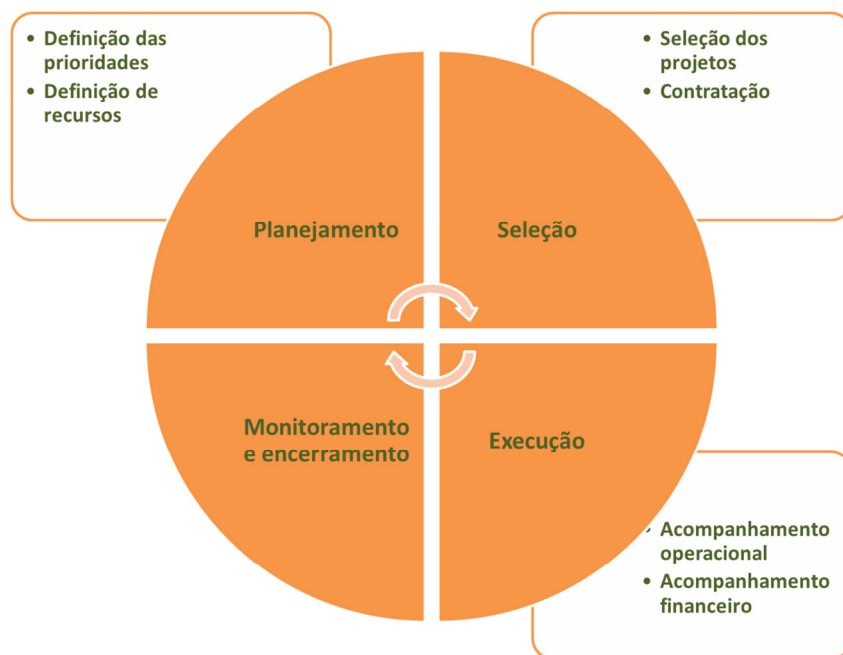 • Definição das
prioridades
• Definição de
recursos
• Seleção dos
projetos
• Contratação
Planejamento
Seleção
Monitoramento
e encerramento
Execução
• Acompanhamento
operacional
• Acompanhamento
financeiro